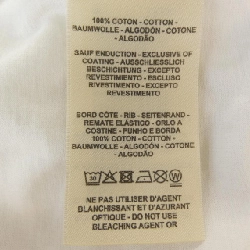 100% COTON - COTTON -
BAUMWOLLE - ALGODÓN - COTONE
- ALGODÃO
SAUF ENDUCTION - EXCLUSIVE OF
COATING - AUSSCHLIESSLICH
BESCHICHTUNG - EXCEPTO
REVESTIMIENTO - ESCLUSO
RIVESTIMENTO - EXCEPTO
REVESTIMENTO
BORD CÔTE - RIB - SEITENRAND -
REMATE ELASTICO - ORLO A
COSTINE - PUNHO E BORDA
100% COTON - COTTON -
BAUMWOLLE - ALGODÓN - COTONE
- ALGODÃO
30 W
NE PAS UTILISER D'AGENT
BLANCHISSANT ET D'AZURANT
OPTIQUE - DO NOT USE
BLEACHING AGENT OR